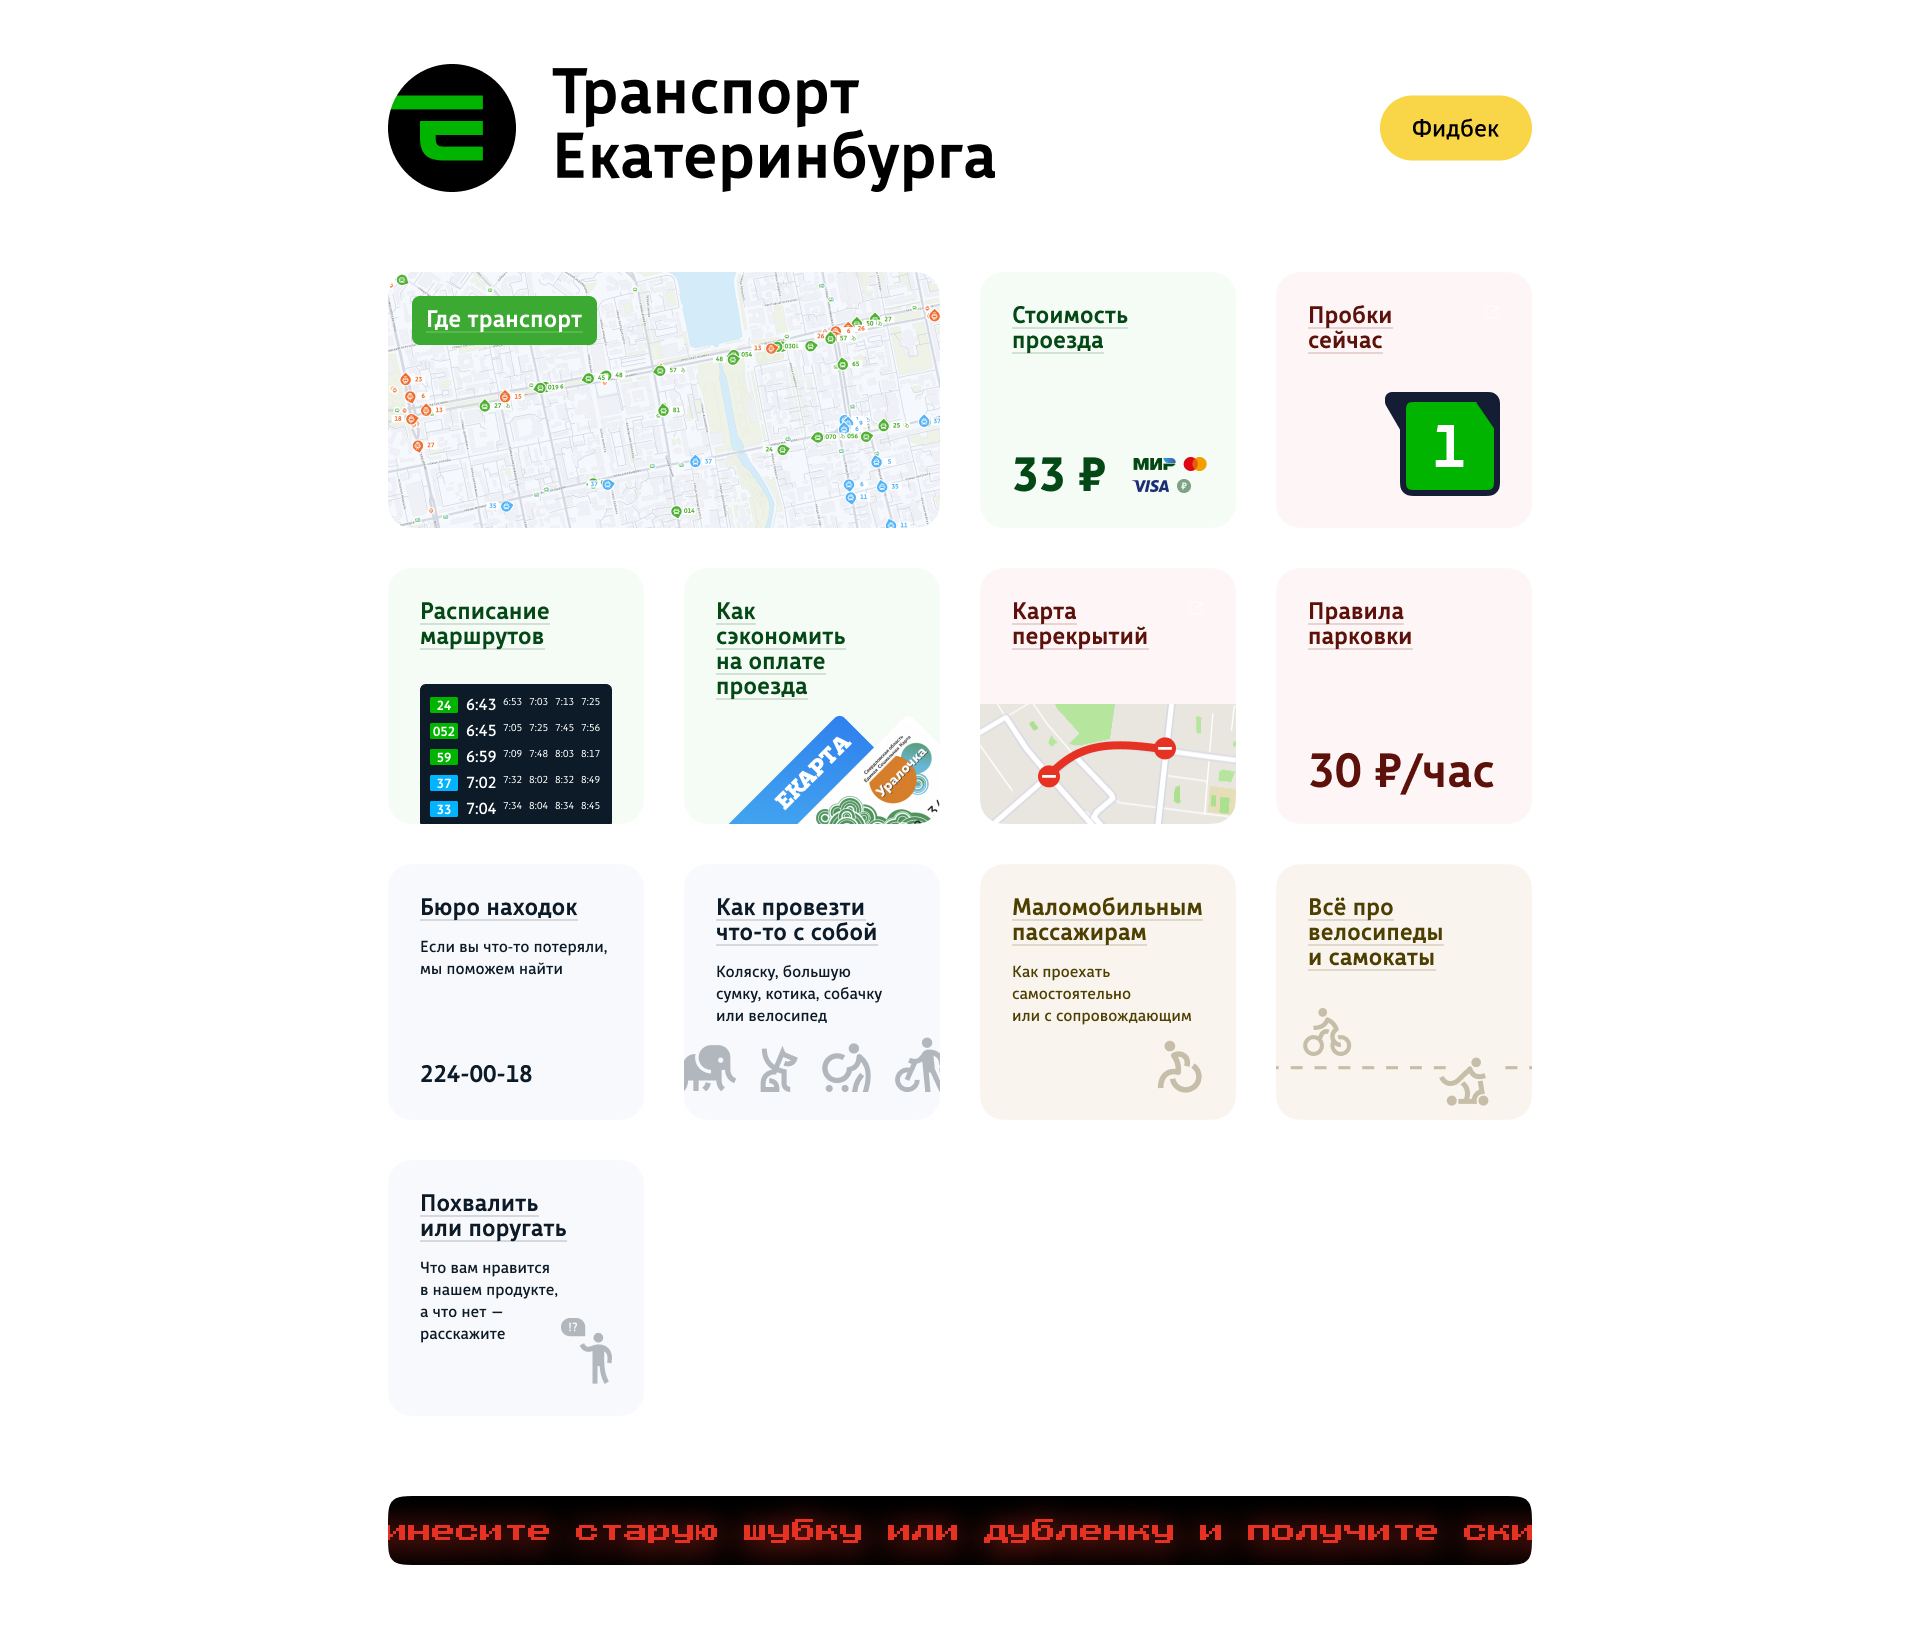 Транспорт
Екатеринбурга
Фидбек
Где транспорт
Стоимость
проезда
33 ₽
МИР
VISA
Пробки
сейчас
1
Расписание
маршрутов
24 6:43 6:53 7:03 7:13 7:25
052 6:45 7:05 7:25 7:45 7:56
59 6:59 7:09 7:48 8:03 8:17
37 7:02 7:32 8:02 8:32 8:49
33 7:04 7:34 8:04 8:34 8:45
Как
сэкономить
на оплате
проезда
ЕКАРТА
Свердловская область
Единая Социальная Карта
Уралочка
Карта
перекрытий
Правила
парковки
30 ₽/час
Бюро находок
Если вы что-то потеряли,
мы поможем найти
224-00-18
Как провезти
что-то с собой
Коляску, большую
сумку, котика, собачку
или велосипед
Маломобильным
пассажирам
Как проехать
самостоятельно
или с сопровождающим
Всё про
велосипеды
и самокаты
Похвалить
или поругать
Что вам нравится
в нашем продукте,
а что нет —
расскажите
!?
инесите старую шубку или дубленку и получите ски